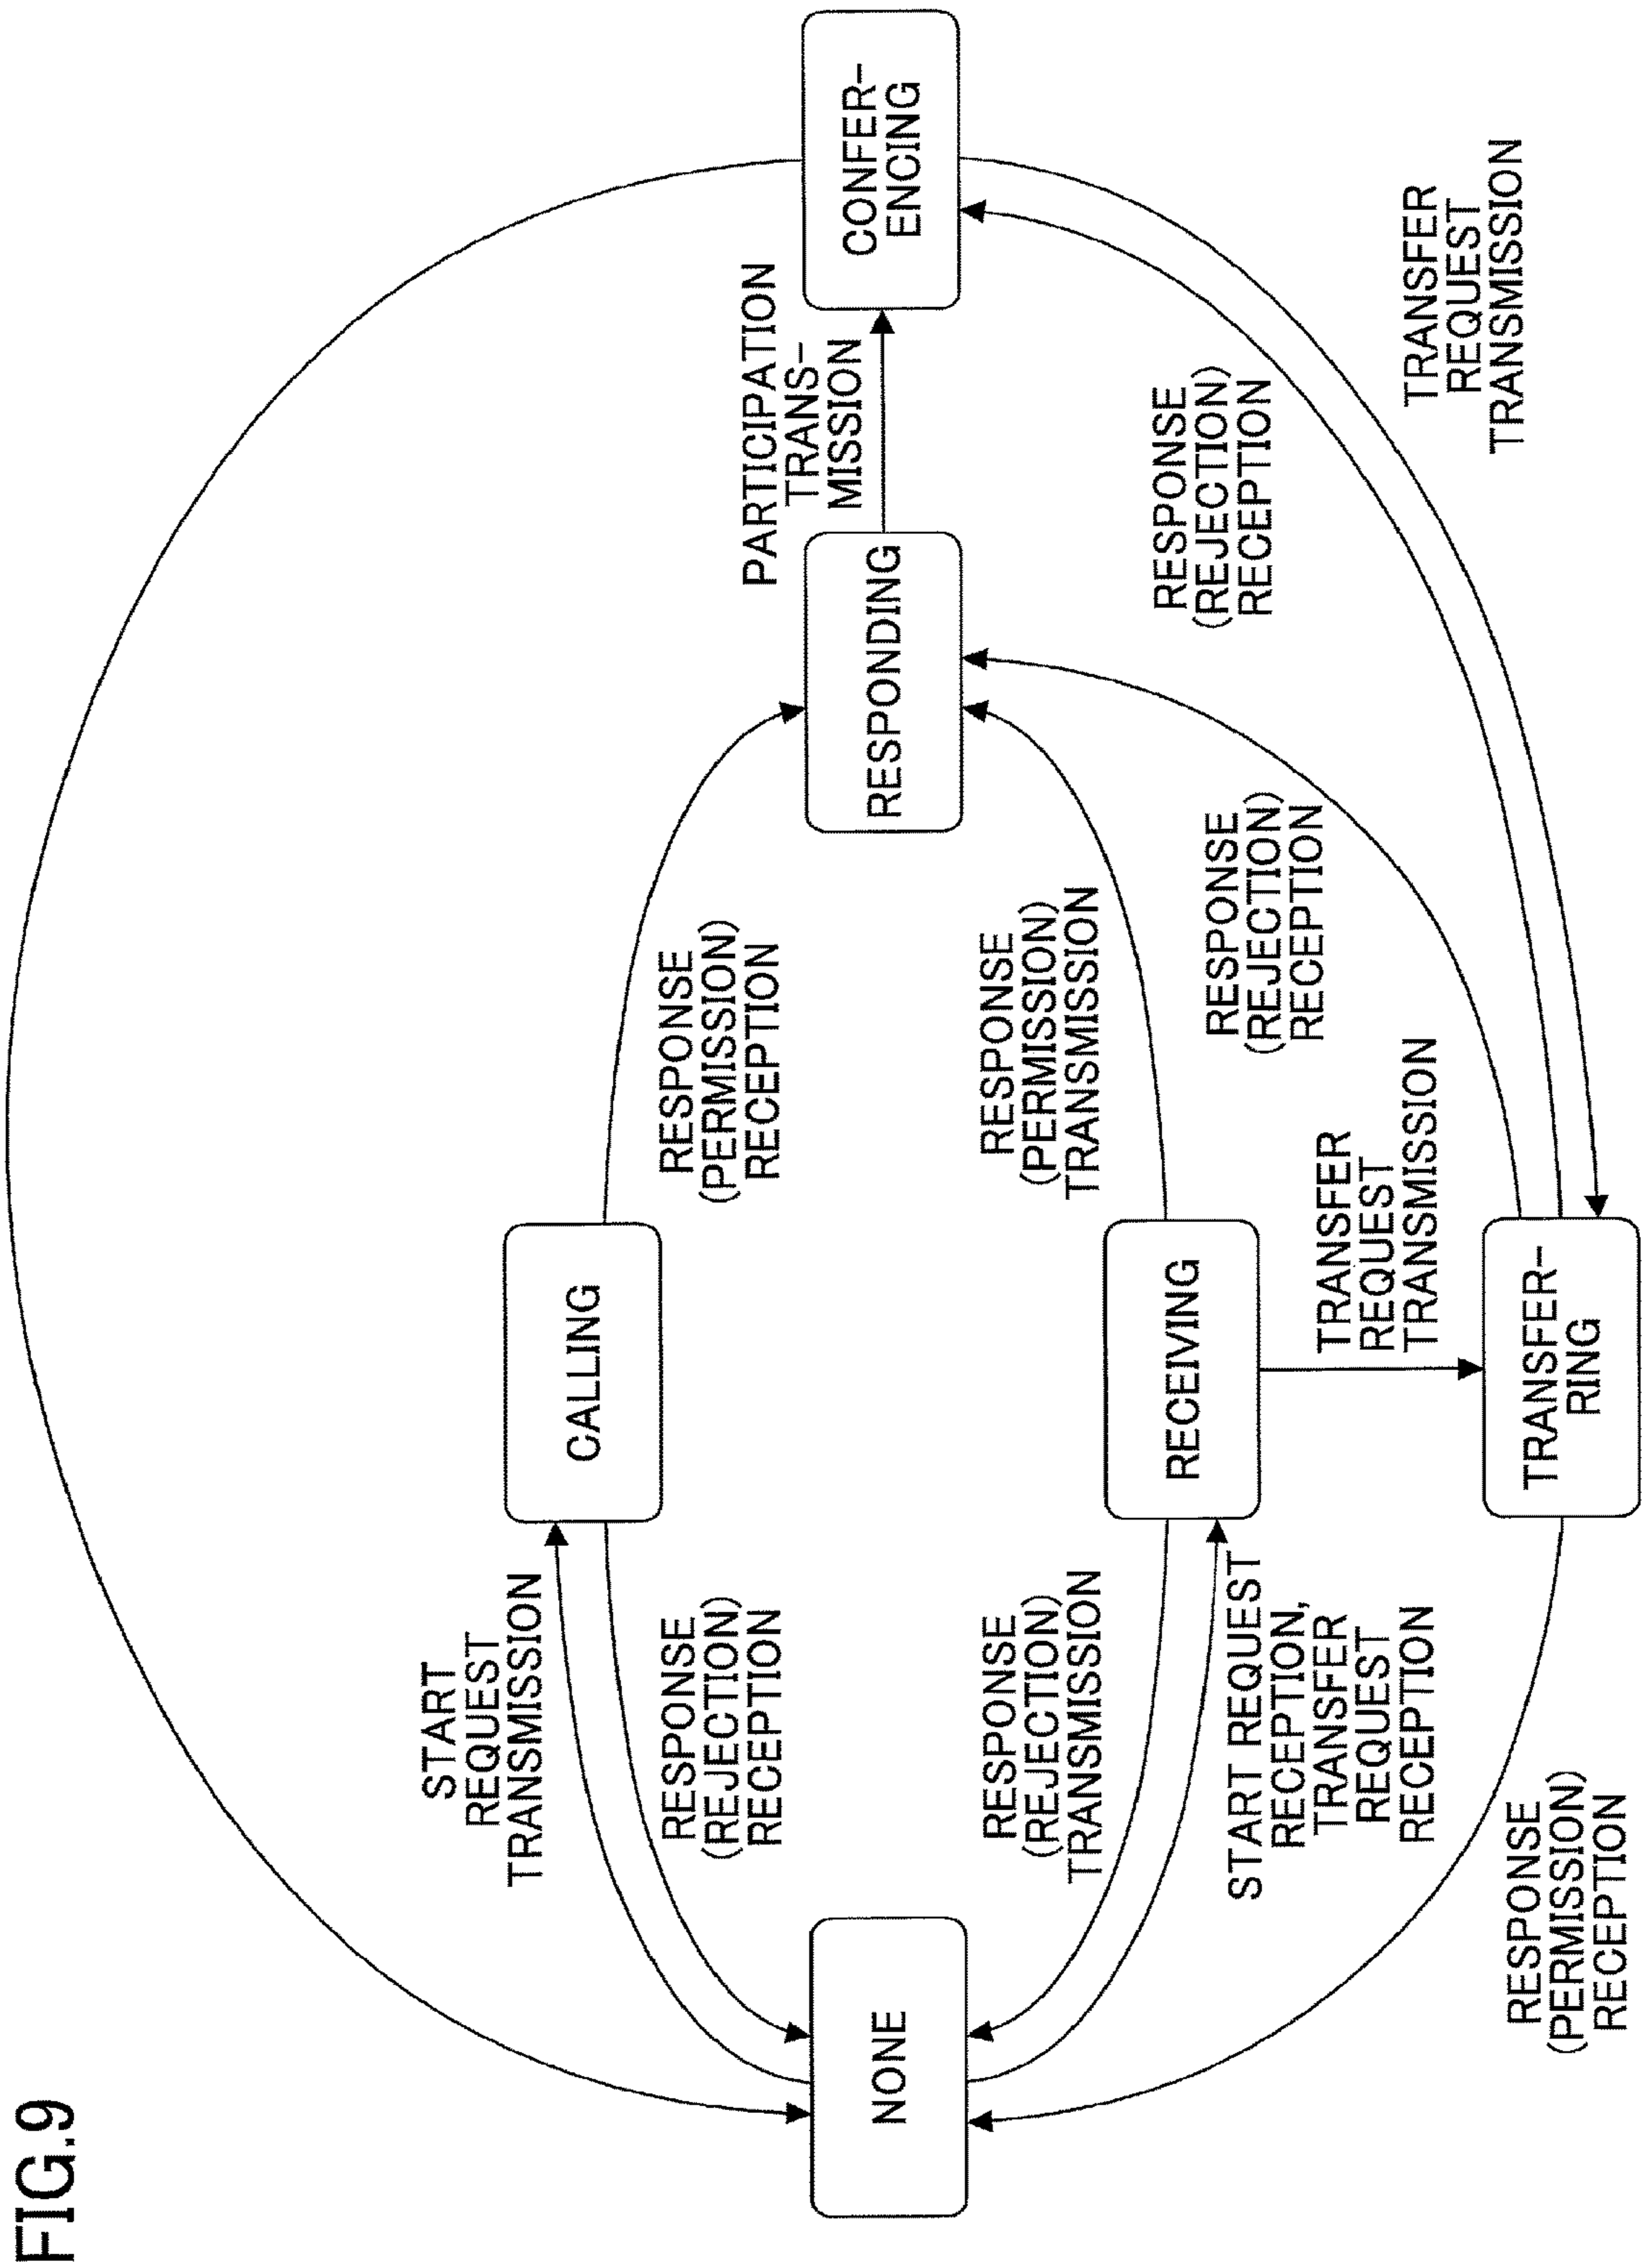 FIG.9
START
REQUEST
TRANSMISSION
CALLING
RESPONSE
(REJECTION)
RECEPTION
RESPONSE
(PERMISSION)
RECEPTION
PARTICIPATION
TRANS-
MISSION
NONE
RESPONDING
CONFER-
ENCING
RESPONSE
(REJECTION)
TRANSMISSION
RESPONSE
(PERMISSION)
TRANSMISSION
RECEIVING
START REQUEST
RECEPTION,
TRANSFER
REQUEST
RECEPTION
TRANSFER
REQUEST
TRANSMISSION
RESPONSE
(REJECTION)
RECEPTION
RESPONSE
(REJECTION)
RECEPTION
TRANSFER
REQUEST
TRANSMISSION
RESPONSE
(PERMISSION)
RECEPTION
TRANSFER-
RING